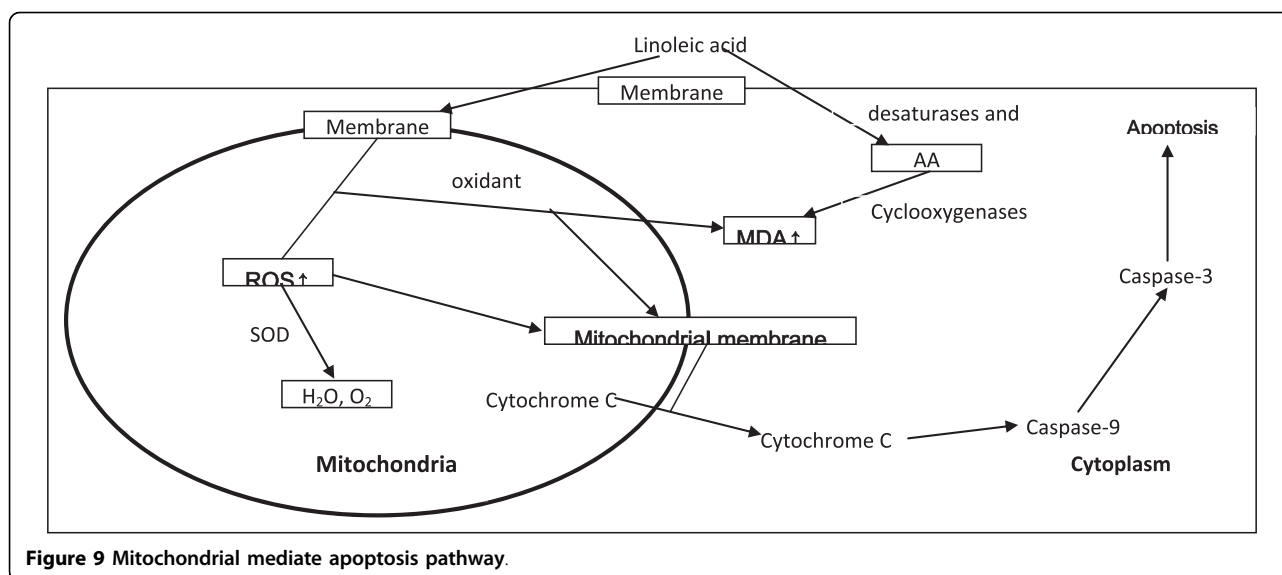 Linoleic acid
Membrane
desaturases and
Membrane
Apoptosis
AA
oxidant
Cyclooxygenases
MDA↑
ROS↑
Caspase-3
SOD
Mitochondrial membrane
H₂O, O₂
Cytochrome C
Caspase-9
Cytochrome C
Mitochondria
Cytoplasm
Figure 9 Mitochondrial mediate apoptosis pathway.